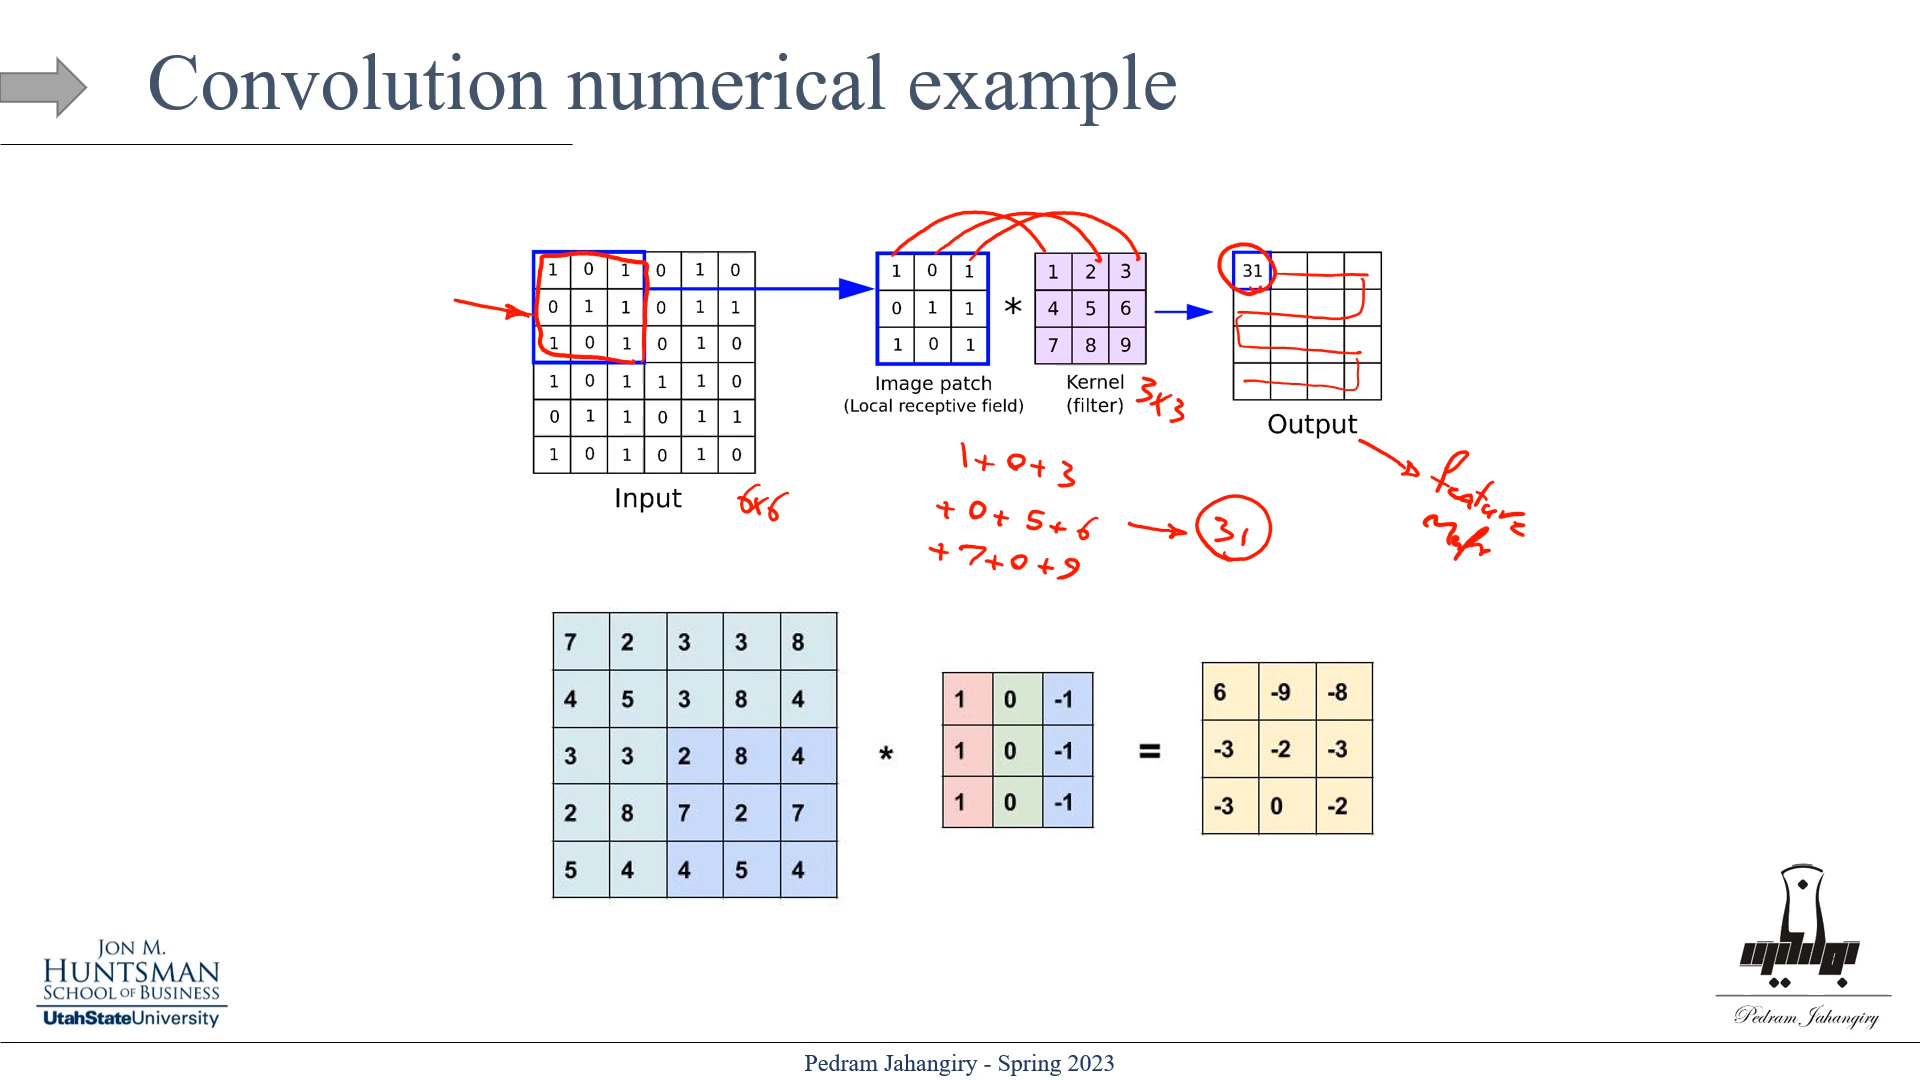 Convolution numerical example
1 0 1 0 1 0
0 1 1 0 1 1
1 0 1 0 1 0
1 0 1 1 1 0
0 1 1 0 1 1
1 0 1 0 1 0
Input
6x6
1 0 1
0 1 1
1 0 1
Image patch
(Local receptive field)
*
1 2 3
4 5 6
7 8 9
Kernel
(filter)
3x3
31
Output
feature
map
1+0+3
+0+5+6
+7+0+9
31
7 2 3 3 8
4 5 3 8 4
3 3 2 8 4
2 8 7 2 7
5 4 4 5 4
*
1 0 -1
1 0 -1
1 0 -1
=
6 -9 -8
-3 -2 -3
-3 0 -2
JON M.
HUNTSMAN
SCHOOL OF BUSINESS
UtahStateUniversity
Pedram Jahangiry
Pedram Jahangiry - Spring 2023